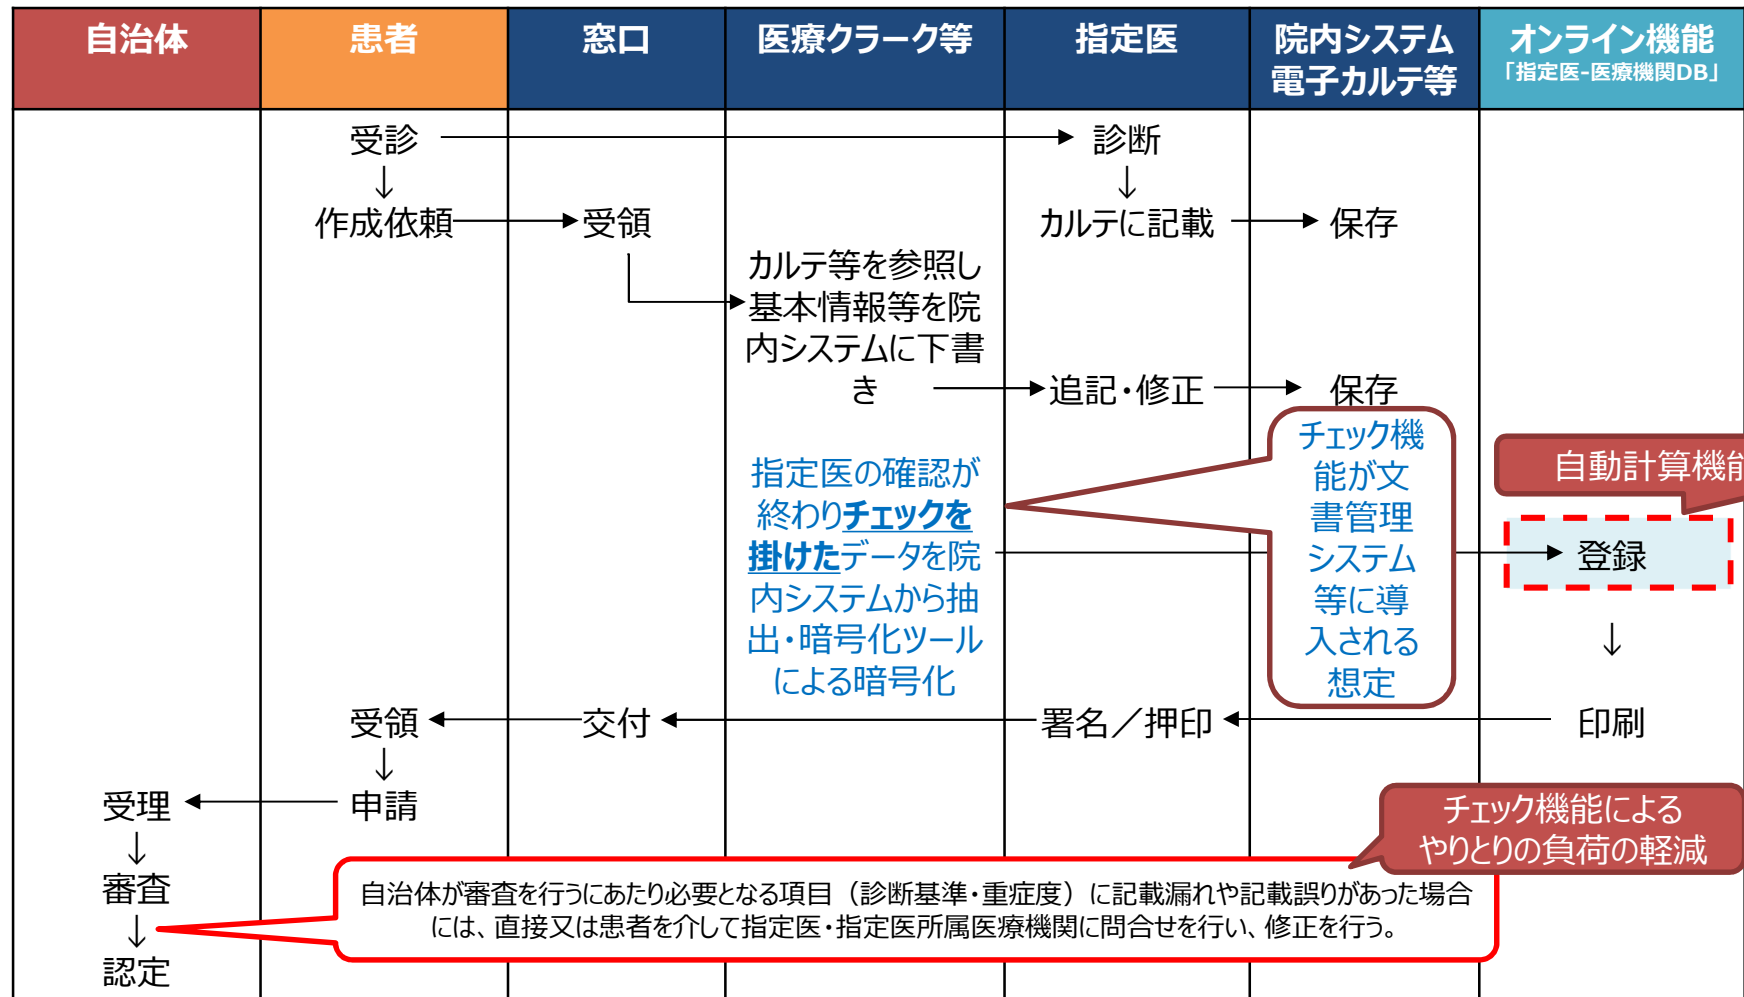 自治体
患者
窓口
医療クラーク等
指定医
院内システム
電子カルテ等
オンライン機能
「指定医-医療機関DB」
受診
診断
↓
↓
作成依頼
受領
カルテに記載
保存
カルテ等を参照し
基本情報等を院
内システムに下書
き
追記・修正
保存
指定医の確認が
終わりチェックを
掛けたデータを院
内システムから抽
出・暗号化ツール
による暗号化
チェック機
能が文
書管理
システム
等に導
入される
想定
自動計算機能
登録
↓
受領
交付
署名／押印
印刷
↓
受理
申請
↓
審査
↓
認定
チェック機能による
やりとりの負荷の軽減
自治体が審査を行うにあたり必要となる項目（診断基準・重症度）に記載漏れや記載誤りがあった場合
には、直接又は患者を介して指定医・指定医所属医療機関に問合せを行い、修正を行う。